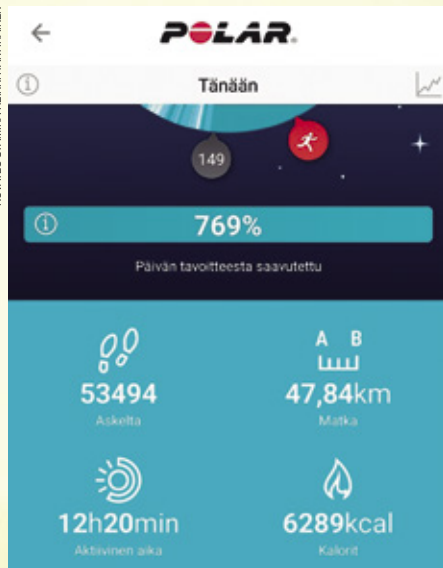 POLAR
Tänään
149
769%
Päivän tavoitteesta saavutettu
A B
53494 47,84km
Askelta Matka
12h20min 6289kcal
Aktiivinen aika Kalorit